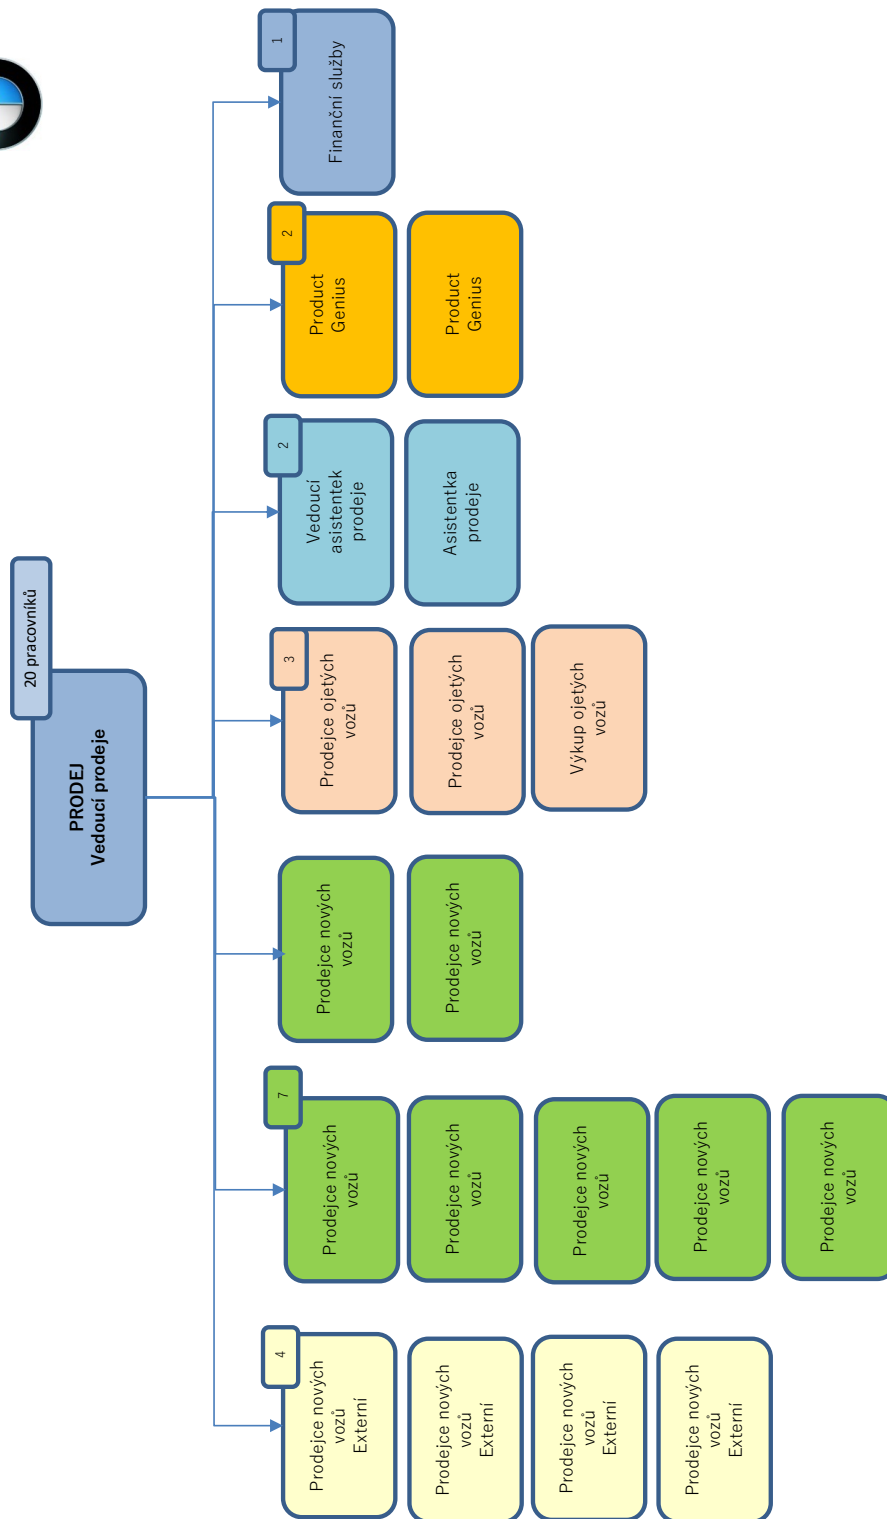 20 pracovníků
PRODEJ
Vedoucí prodeje
4
Prodejce nových
vozů
Externí
Prodejce nových
vozů
Externí
Prodejce nových
vozů
Externí
Prodejce nových
vozů
Externí
7
Prodejce nových
vozů
Prodejce nových
vozů
Prodejce nových
vozů
Prodejce nových
vozů
Prodejce nových
vozů
Prodejce nových
vozů
Prodejce nových
vozů
3
Prodejce ojetých
vozů
Prodejce ojetých
vozů
Výkup ojetých
vozů
2
Vedoucí
asistentek
prodeje
Asistentka
prodeje
2
Product
Genius
Product
Genius
1
Finanční služby